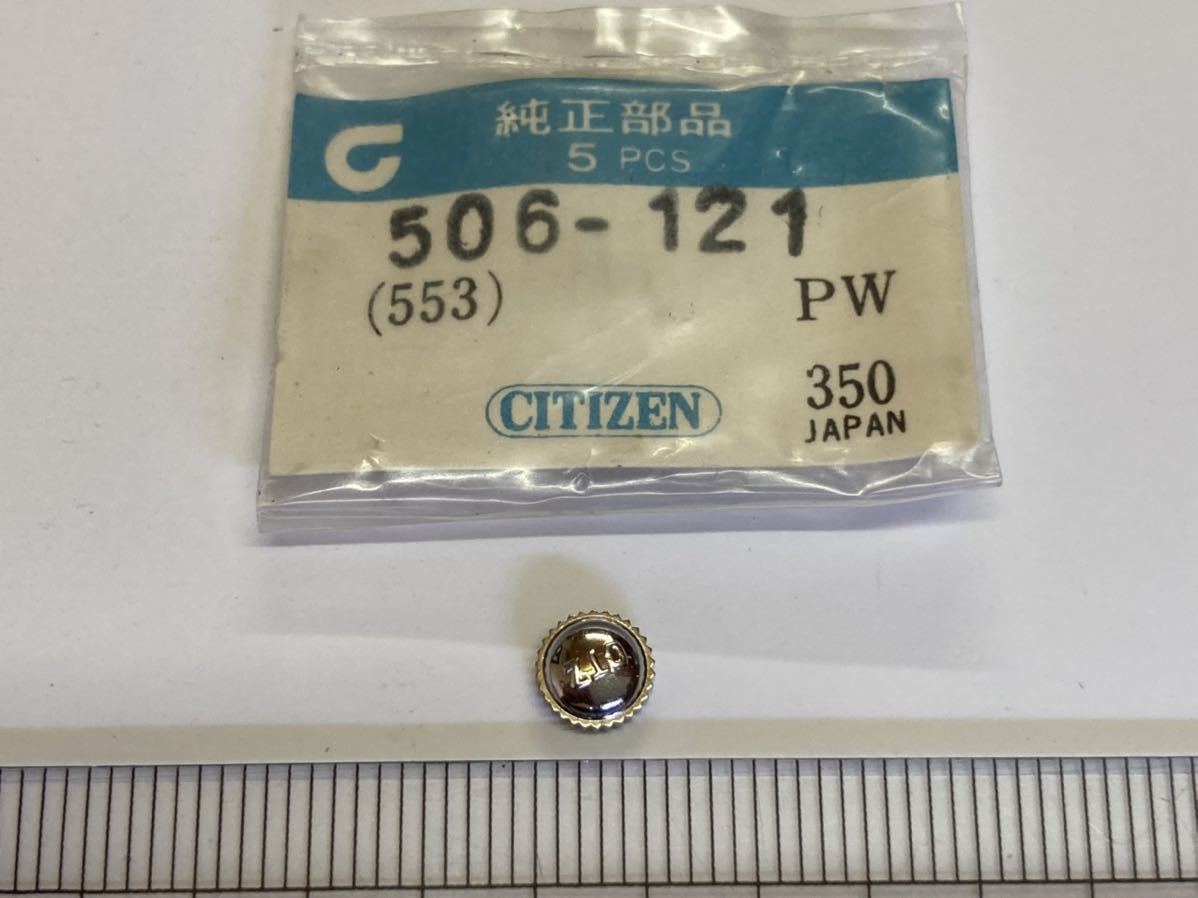 純正部品
5 PCS
506-121
(553)
PW
CITIZEN
350
JAPAN